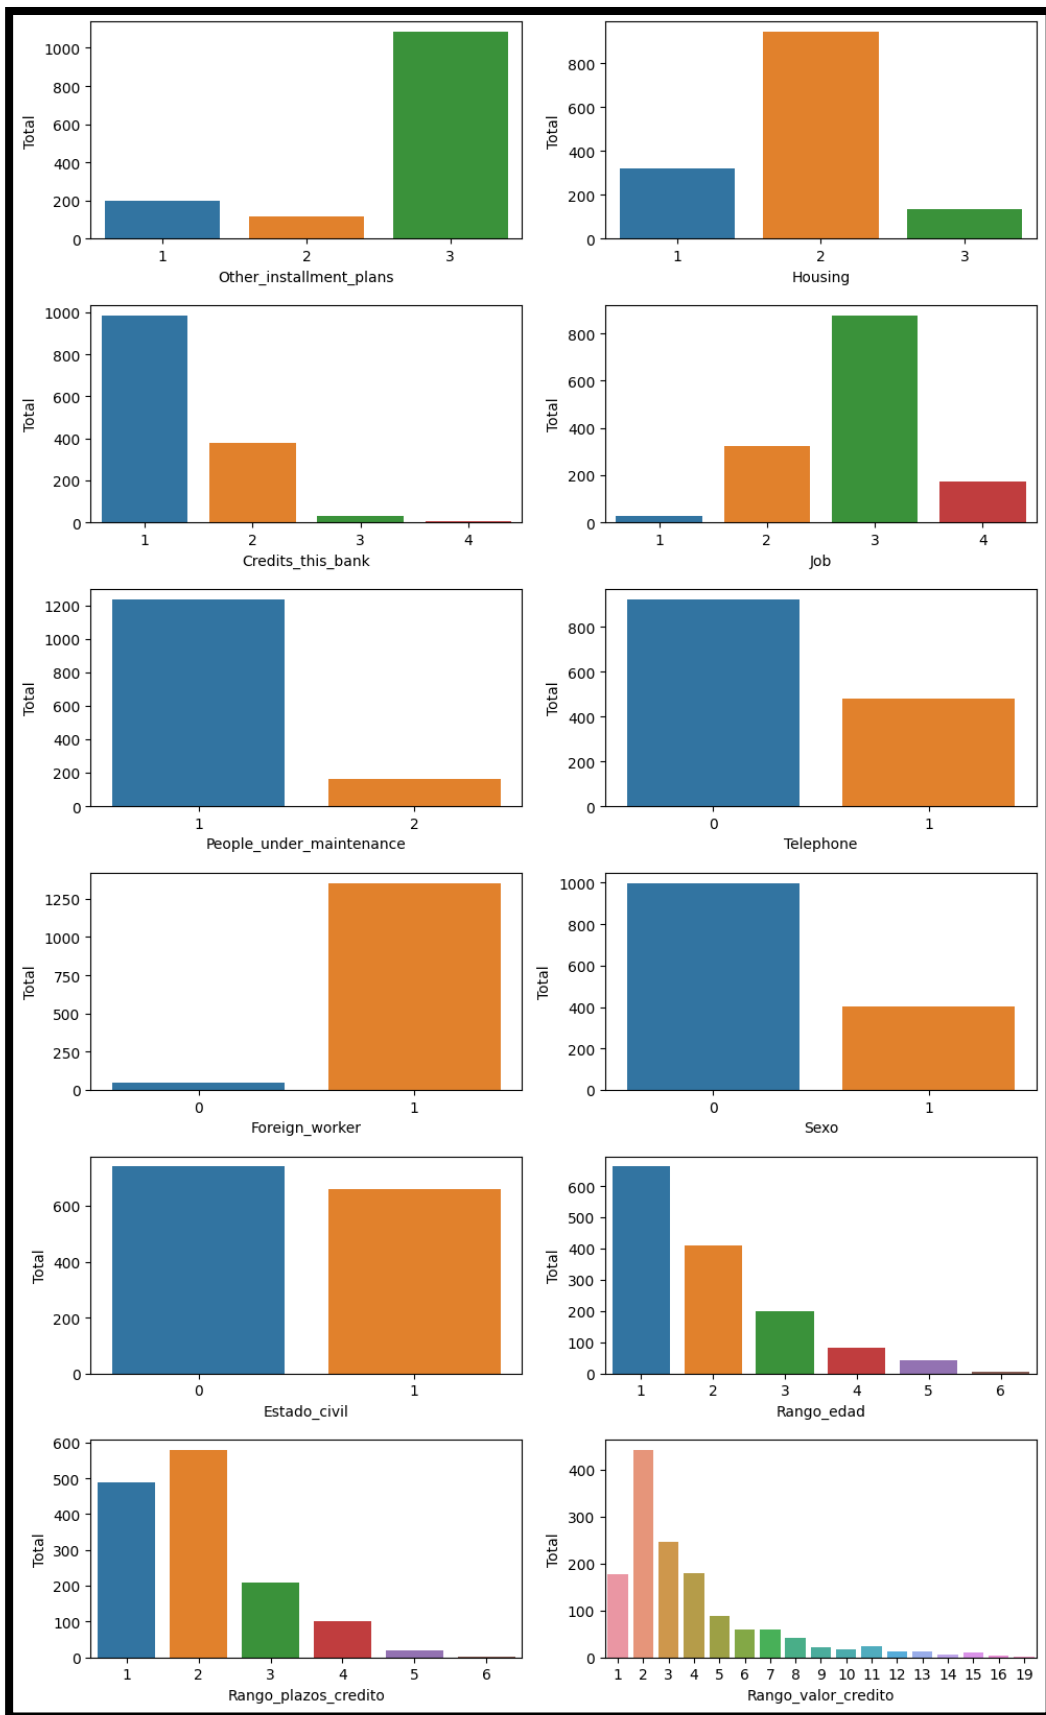 1000
800
600
400
200
0
Total
1 2 3
Other_installment_plans
800
600
400
200
0
Total
1 2 3
Housing
1000
800
600
400
200
0
Total
1 2 3 4
Credits_this_bank
800
600
400
200
0
Total
1 2 3 4
Job
1200
1000
800
600
400
200
0
Total
1 2
People_under_maintenance
800
600
400
200
0
Total
0 1
Telephone
1250
1000
750
500
250
0
Total
0 1
Foreign_worker
1000
800
600
400
200
0
Total
0 1
Sexo
600
400
200
0
Total
0 1
Estado_civil
600
500
400
300
200
100
0
Total
1 2 3 4 5 6
Rango_edad
600
500
400
300
200
100
0
Total
1 2 3 4 5 6
Rango_plazos_credito
400
300
200
100
0
Total
1 2 3 4 5 6 7 8 9 10 11 12 13 14 15 16 19
Rango_valor_credito